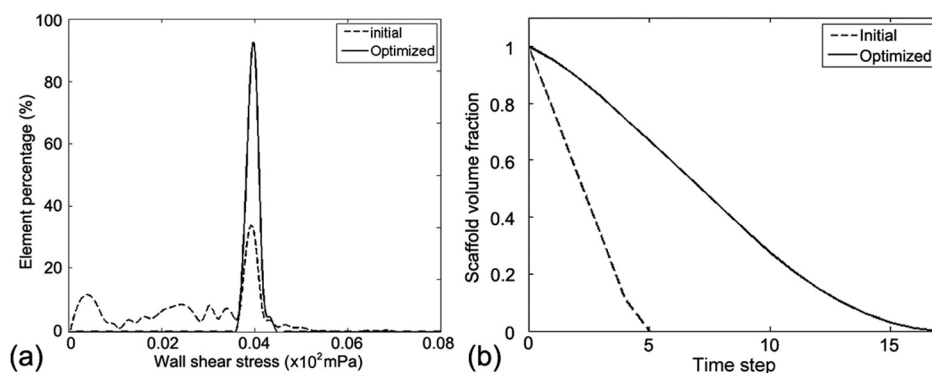 100
80
60
40
20
0
Element percentage (%)
initial
Optimized
0 0.02 0.04 0.06 0.08
Wall shear stress (x10²mPa)
(a)
1
0.8
0.6
0.4
0.2
0
Scaffold volume fraction
Initial
Optimized
0 5 10 15
Time step
(b)